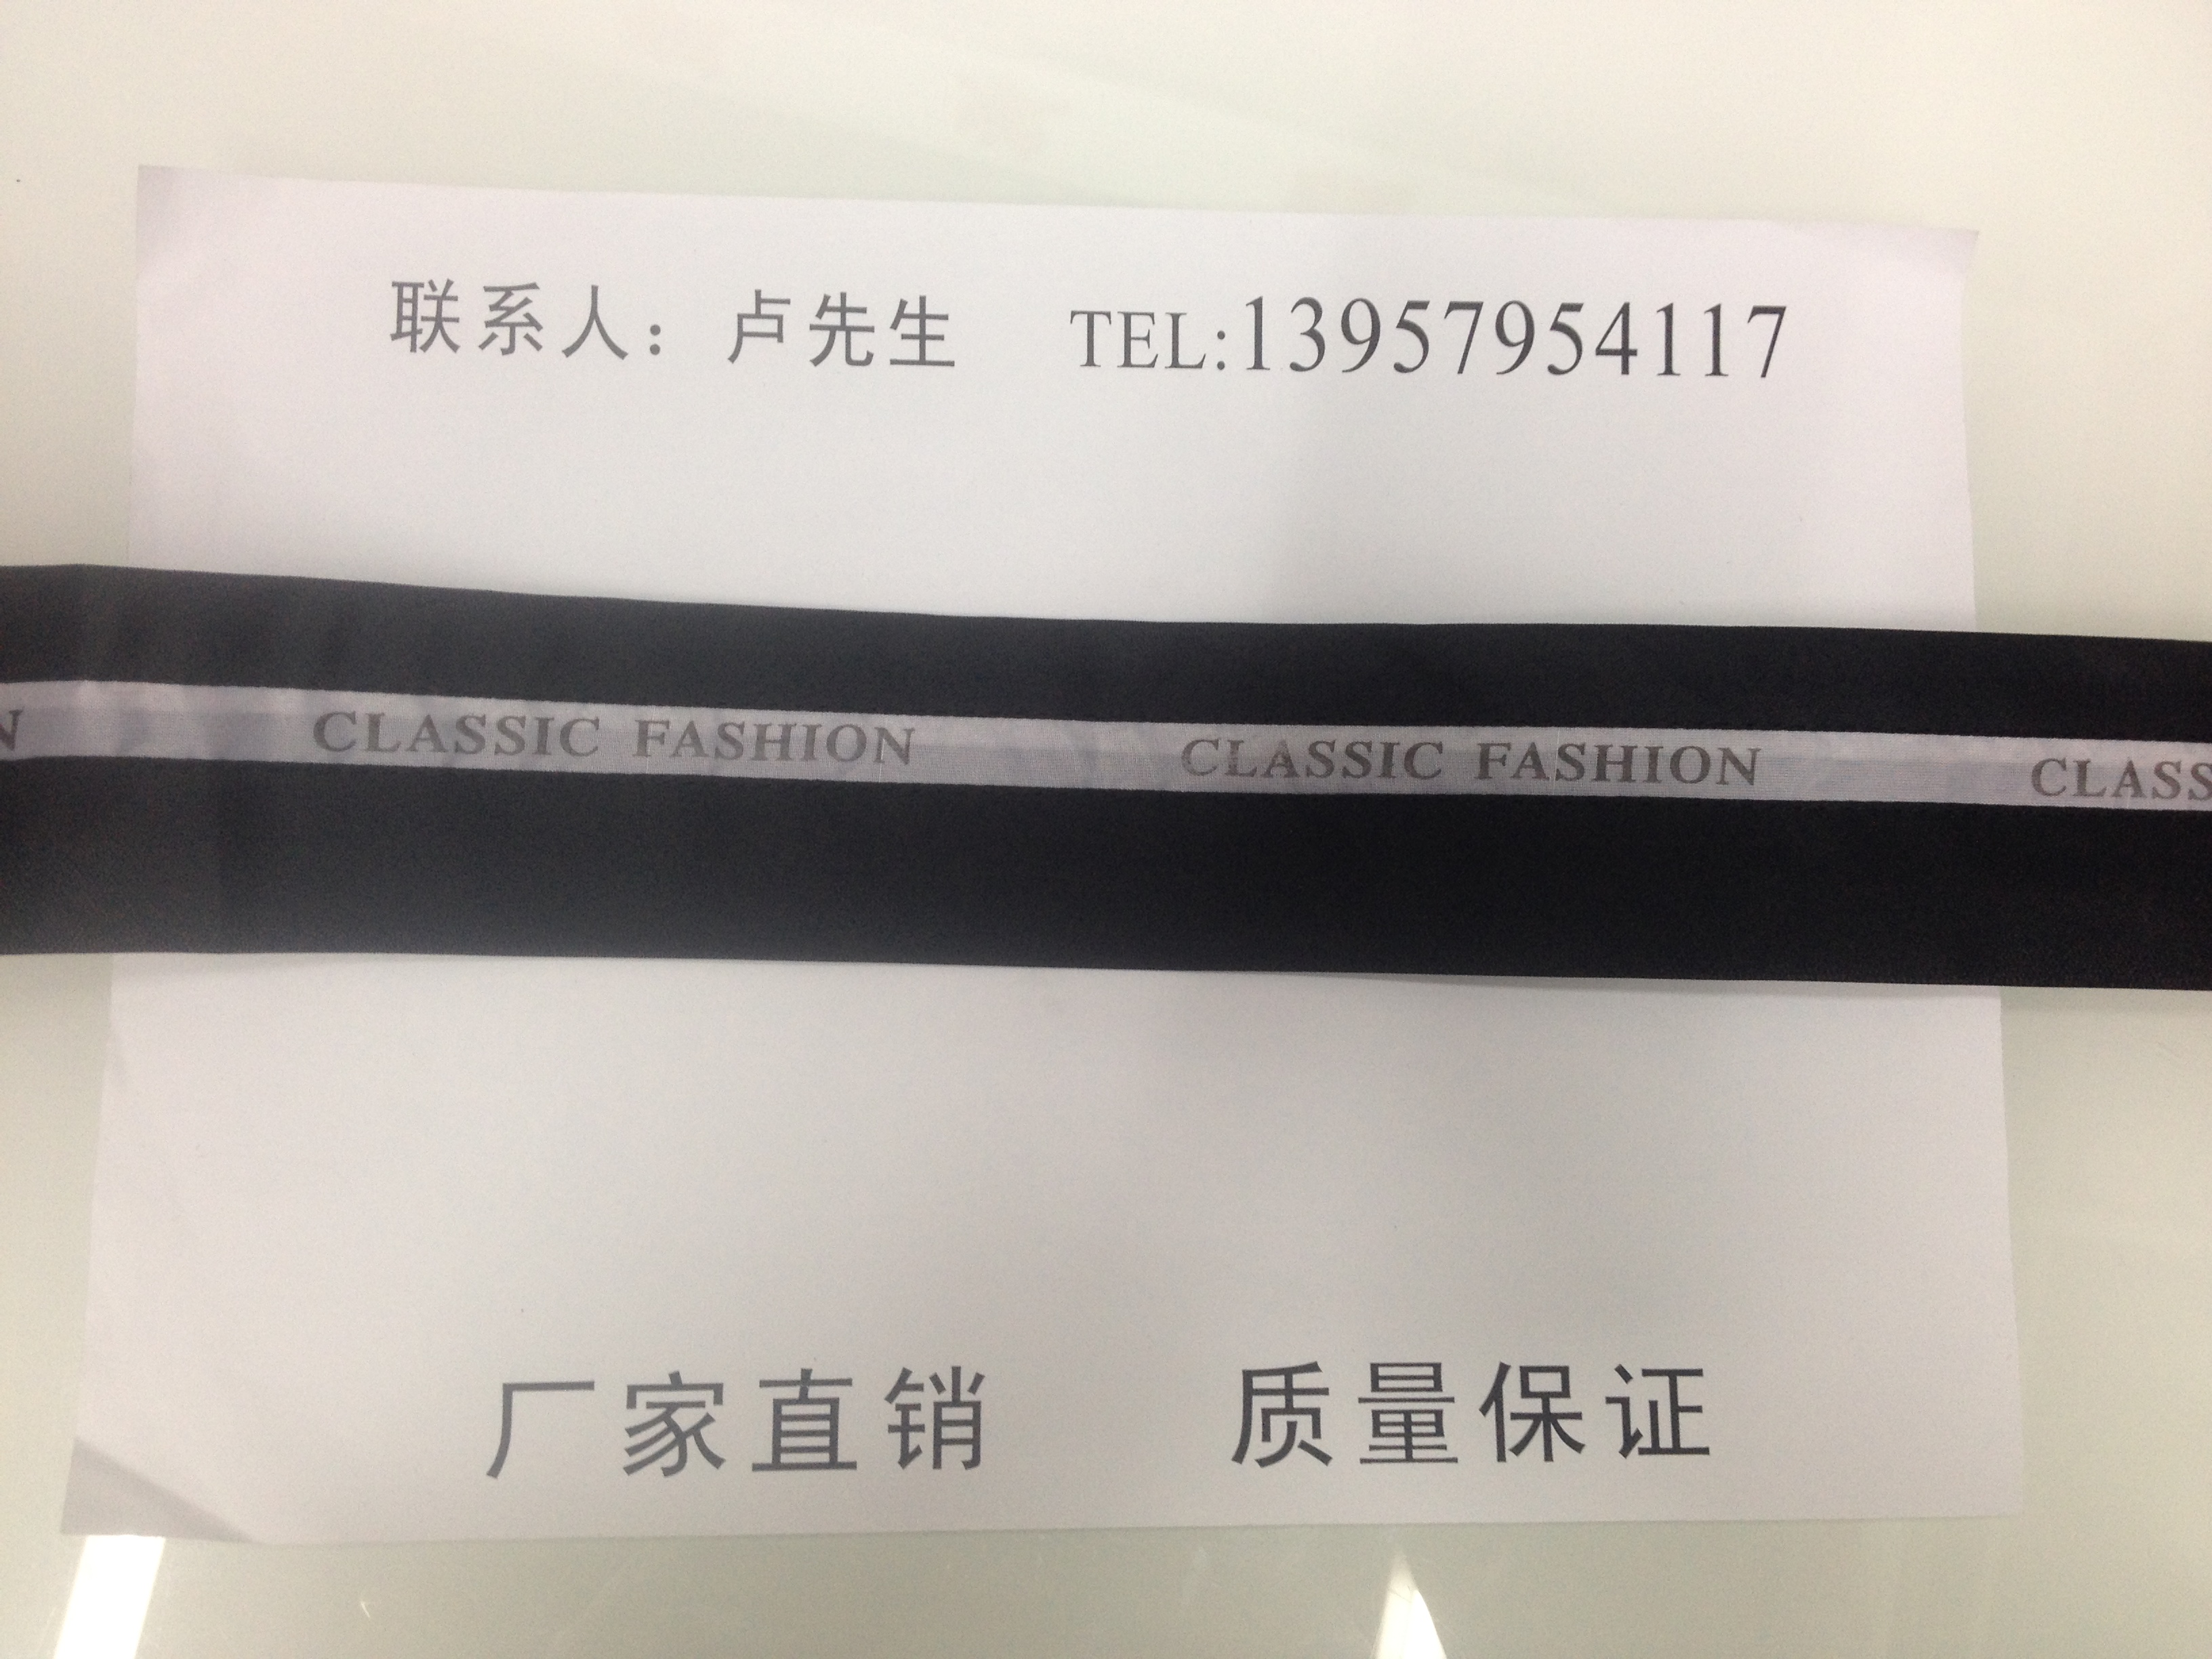 联系人：卢先生 TEL:13957954117
N CLASSIC FASHION CLASSIC FASHION CLASS
厂家直销 质量保证